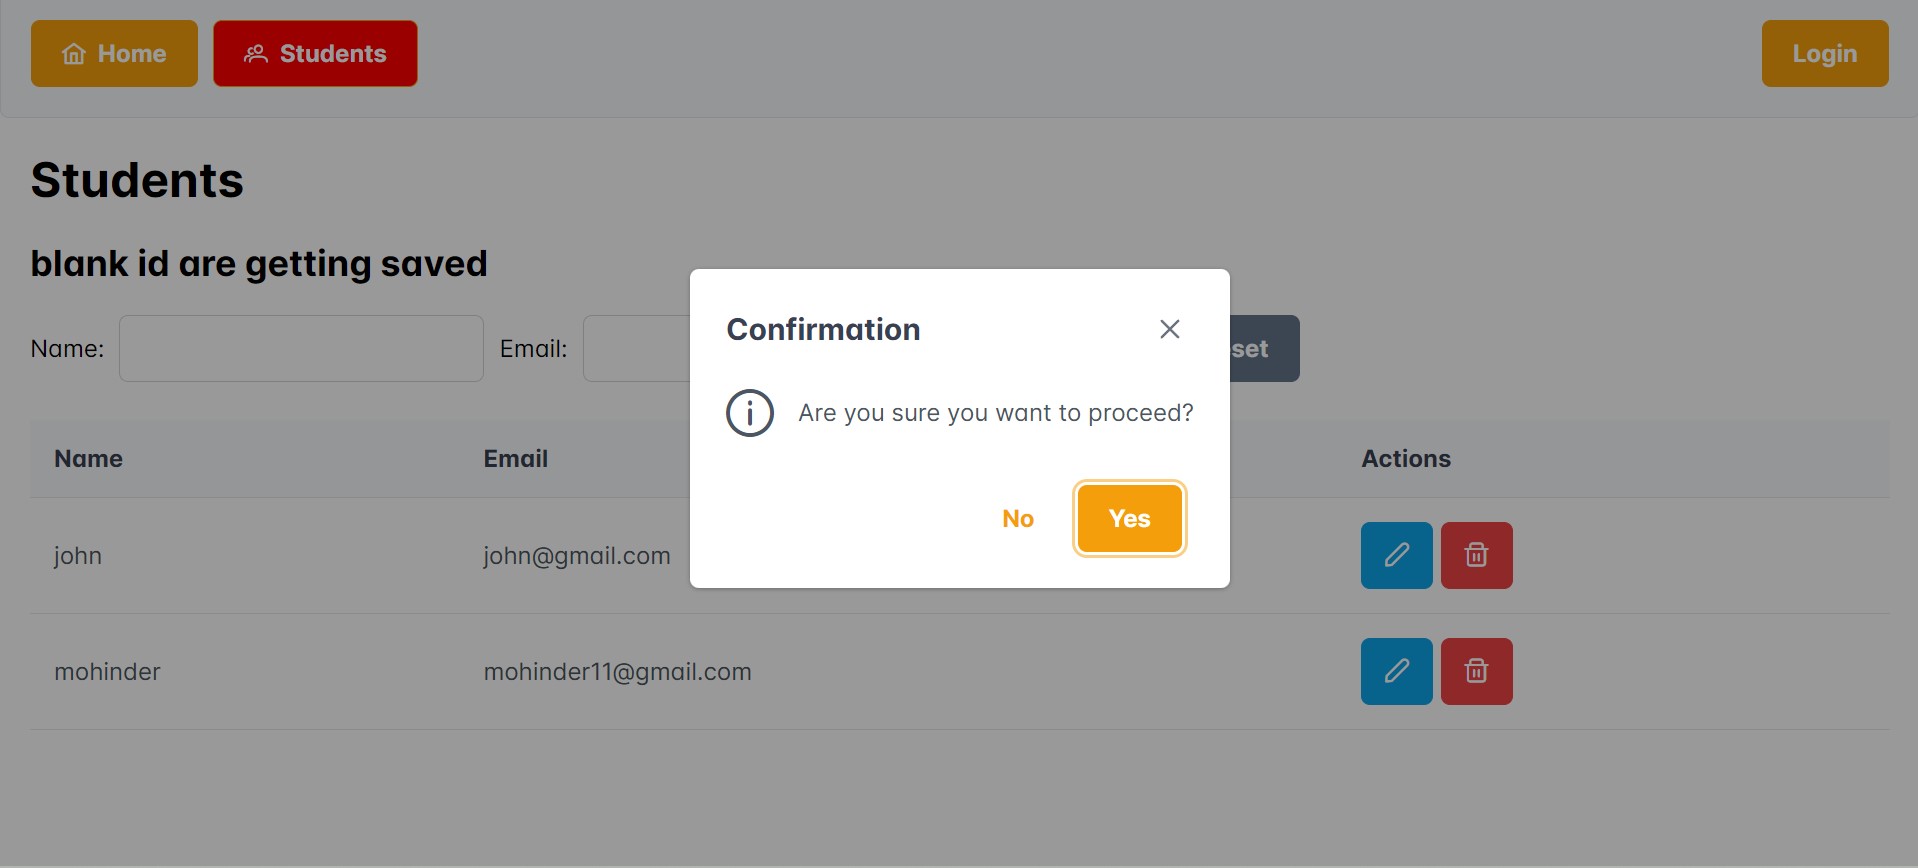 Home Students Login
Students
blank id are getting saved
Name: Email: set
Confirmation
Are you sure you want to proceed?
No Yes
Name Email Actions
john john@gmail.com
mohinder mohinder11@gmail.com